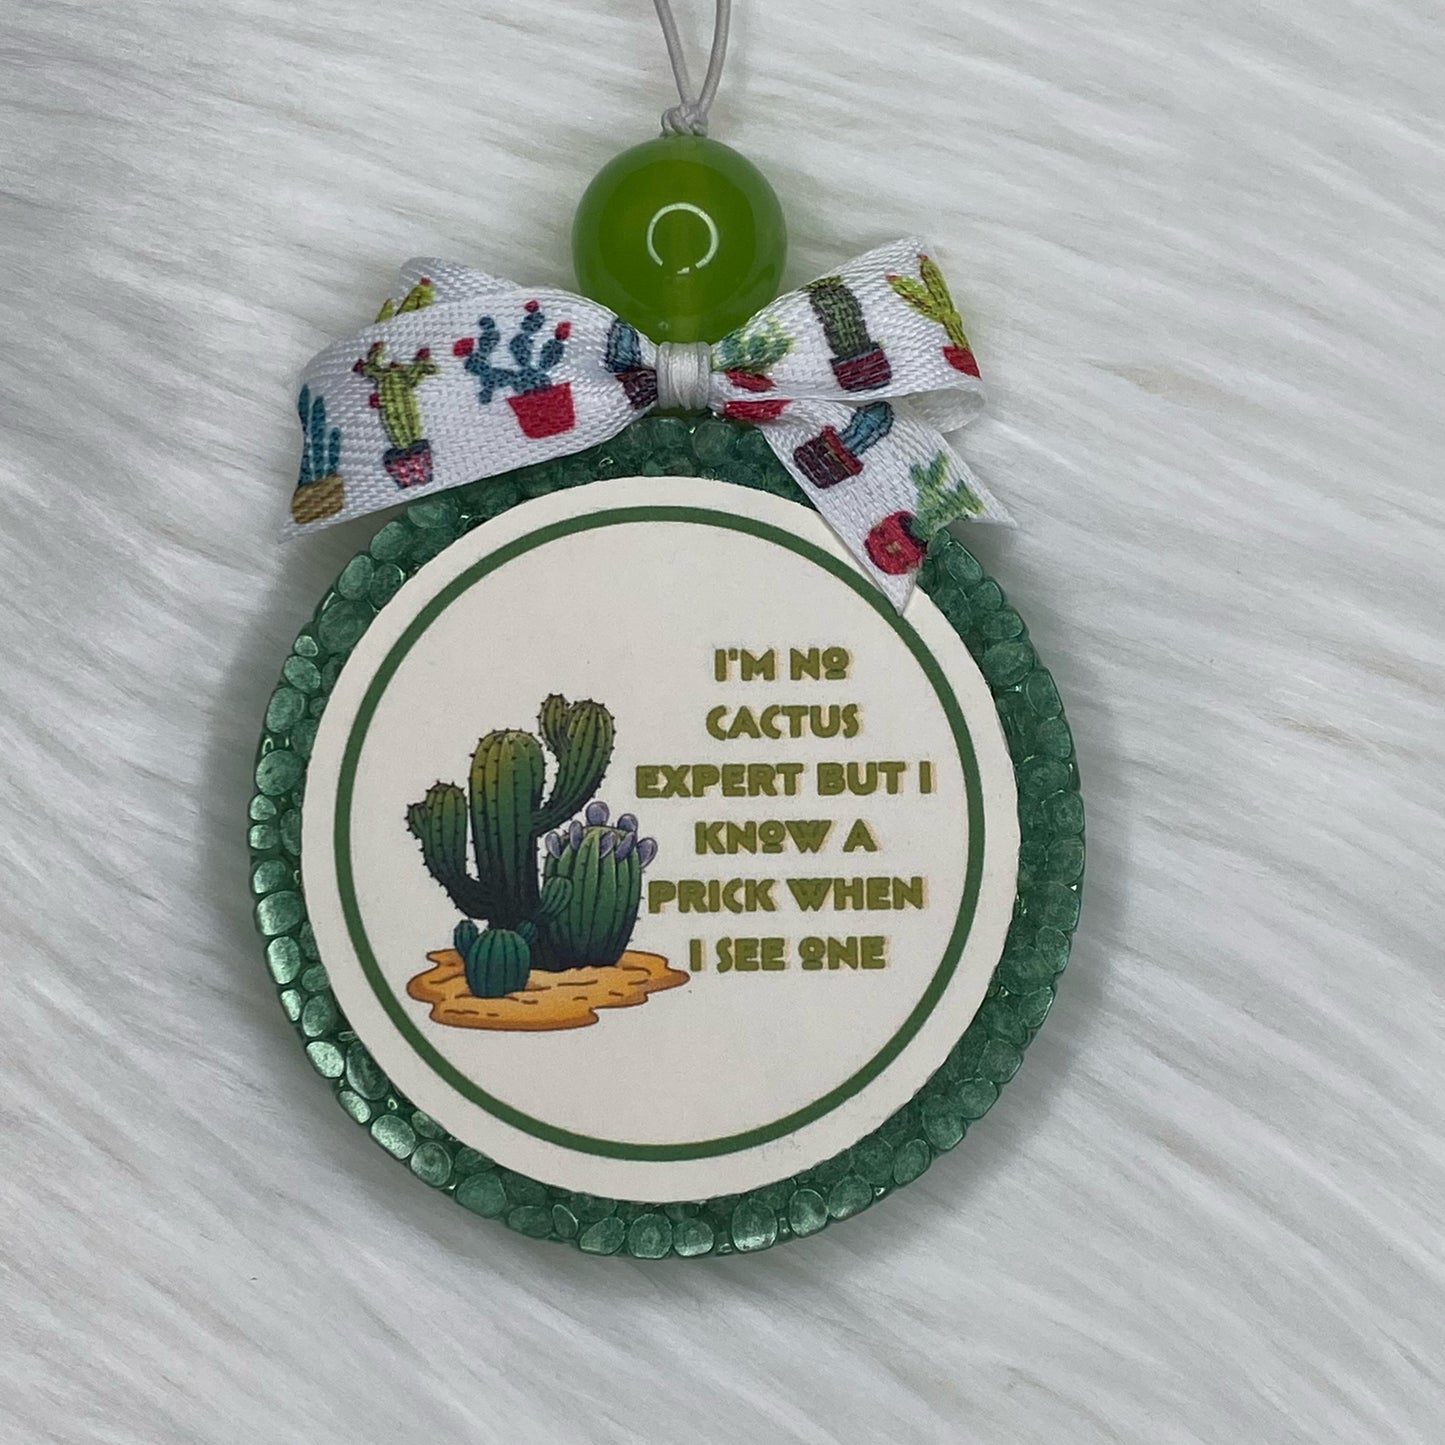 I'M NO
CACTUS
EXPERT BUT I
KNOW A
PRICK WHEN
I SEE ONE